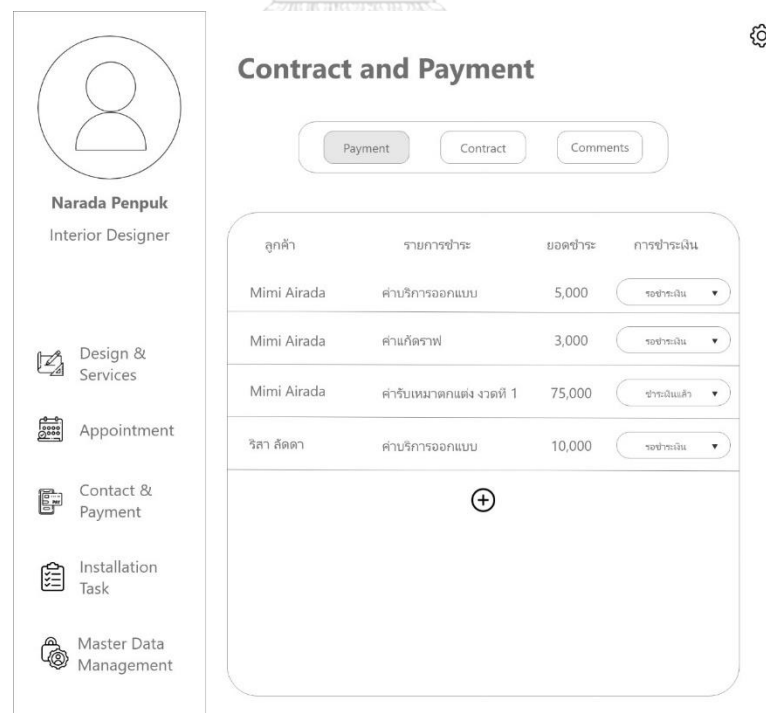 Narada Penpuk
Interior Designer
Design &
Services
Appointment
Contact &
Payment
Installation
Task
Master Data
Management
Contract and Payment
Payment Contract Comments
ลูกค้า รายการชำระ ยอดชำระ การชำระเงิน
Mimi Airada ค่าบริการออกแบบ 5,000 รอชำระเงิน
Mimi Airada ค่าแก้ดราฟ 3,000 รอชำระเงิน
Mimi Airada ค่ารับเหมาตกแต่ง งวดที่ 1 75,000 ชำระเงินแล้ว
ริสา ลัดดา ค่าบริการออกแบบ 10,000 รอชำระเงิน